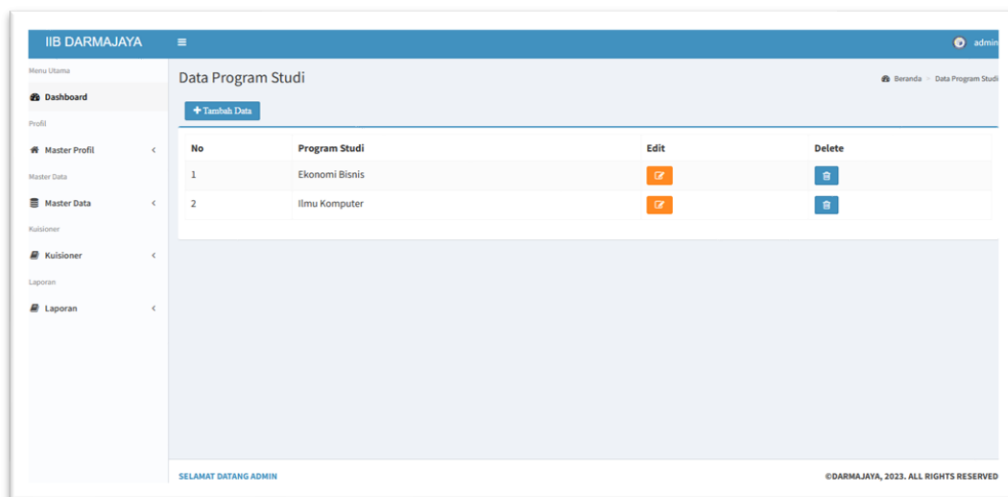 IIB DARMAJAYA
admin
Menu Utama
Dashboard
Profil
Master Profil
Master Data
Master Data
Kuisioner
Kuisioner
Laporan
Laporan
Data Program Studi
Beranda > Data Program Studi
Tambah Data
No Program Studi Edit Delete
1 Ekonomi Bisnis
2 Ilmu Komputer
SELAMAT DATANG ADMIN
©DARMAJAYA, 2023. ALL RIGHTS RESERVED